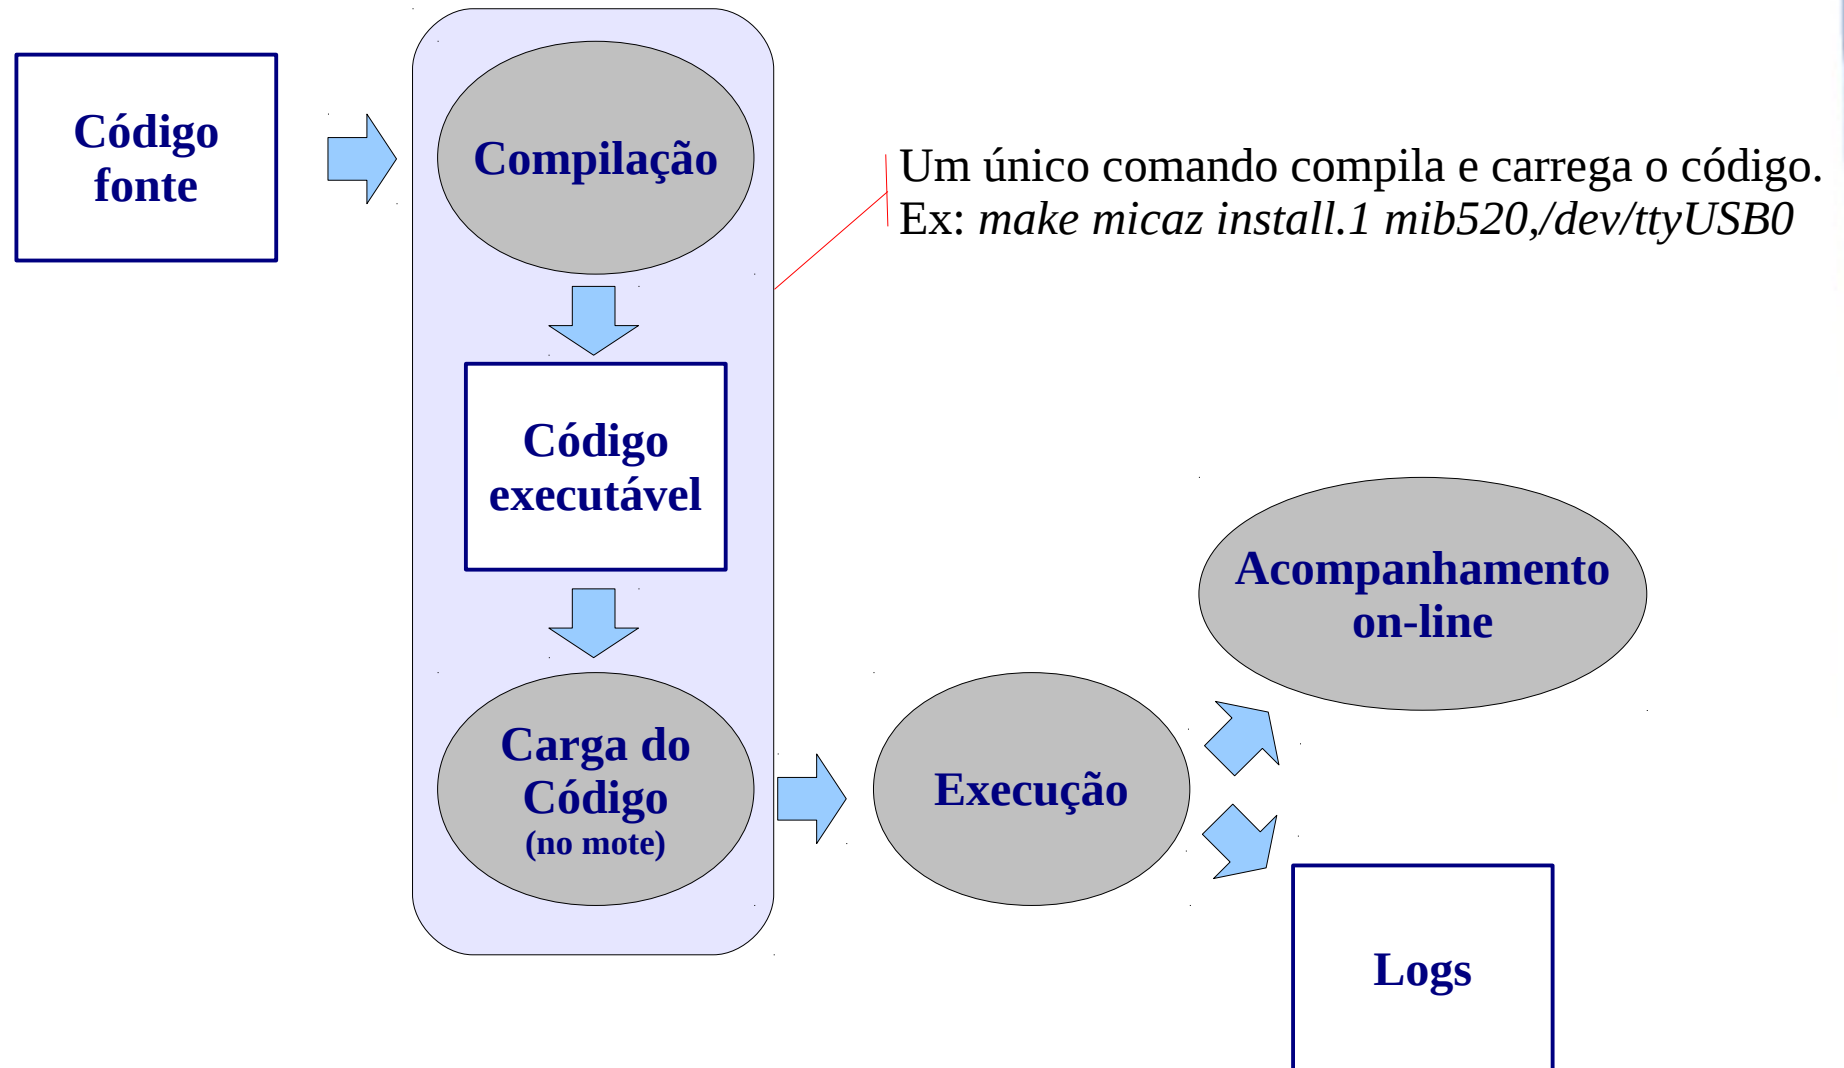 Código
fonte
Compilação
Um único comando compila e carrega o código.
Ex: make micaz install.1 mib520,/dev/ttyUSB0
Código
executável
Carga do
Código
(no mote)
Execução
Acompanhamento
on-line
Logs